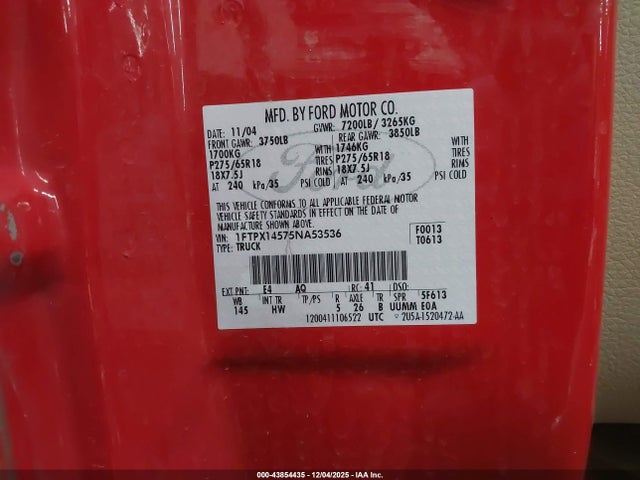 MFD. BY FORD MOTOR CO.
DATE: 11/04 GVWR: 7200LB / 3265KG
FRONT GAWR: 3750LB REAR GAWR: 3850LB
1700KG WITH 1746KG WITH
P275/65R18 TIRES P275/65R18 TIRES
18X7.5J RIMS 18X7.5J RIMS
AT 240 kPa/35 PSI COLD AT 240 kPa/35 PSI COLD
THIS VEHICLE CONFORMS TO ALL APPLICABLE FEDERAL MOTOR
VEHICLE SAFETY STANDARDS IN EFFECT ON THE DATE OF
MANUFACTURE SHOWN ABOVE.
VIN: 1FTPX14575NA53536 F0013
TYPE: TRUCK T0613
EXT PNT: E4 AQ RC: 41 DSO:
WB INT TR TP/PS R AXLE TR SPR 5F613
145 HW 5 26 B UUMM E0A
1200411106522 UTC 2U5A-1520472-AA
Ford
000-43854435 - 12/04/2025 - IAA Inc.